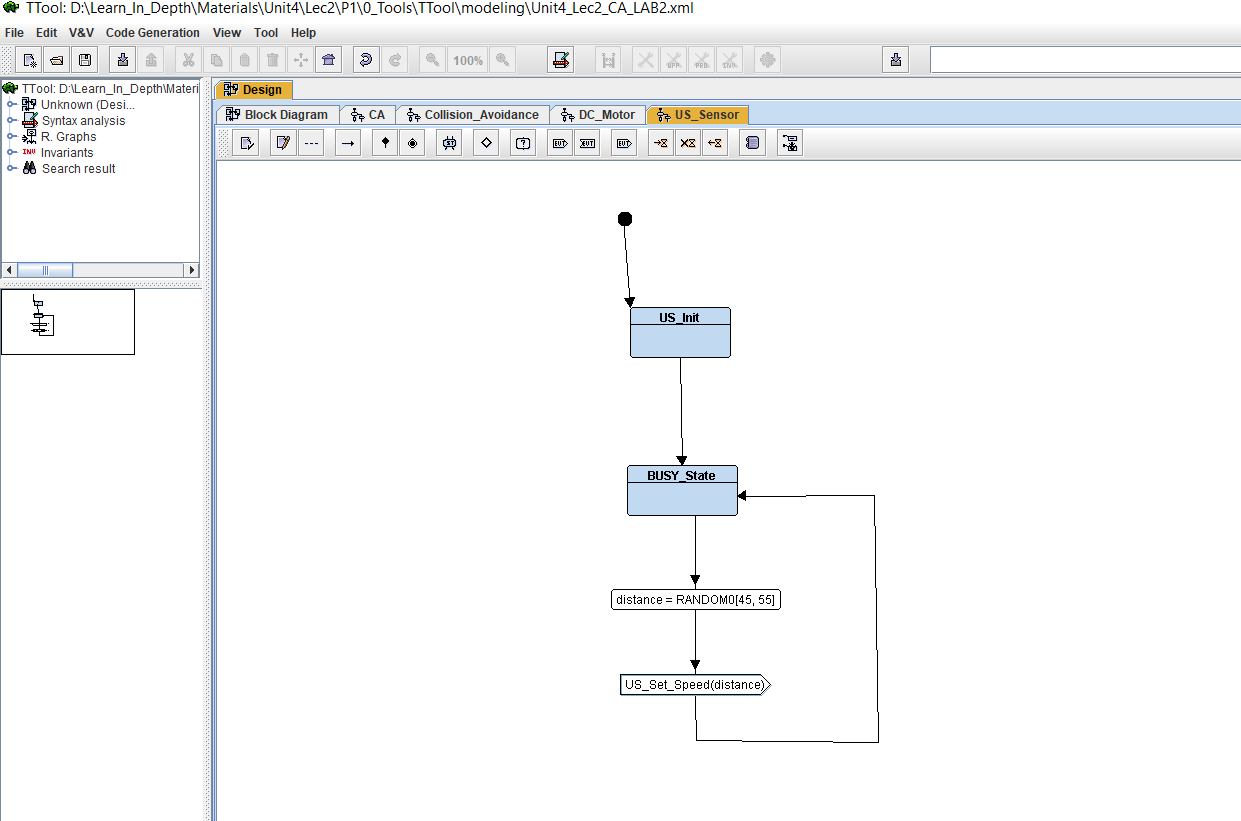 TTool: D:\Learn_In_Depth\Materials\Unit4\Lec2\P1\0_Tools\TTool\modeling\Unit4_Lec2_CA_LAB2.xml
File Edit V&V Code Generation View Tool Help
100%
TTool: D:\Learn_In_Depth\Materi
Unknown (Desi...
Syntax analysis
R. Graphs
INV Invariants
Search result
Design
Block Diagram CA Collision_Avoidance DC_Motor US_Sensor
US_Init
BUSY_State
distance = RANDOM0[45, 55]
US_Set_Speed(distance)